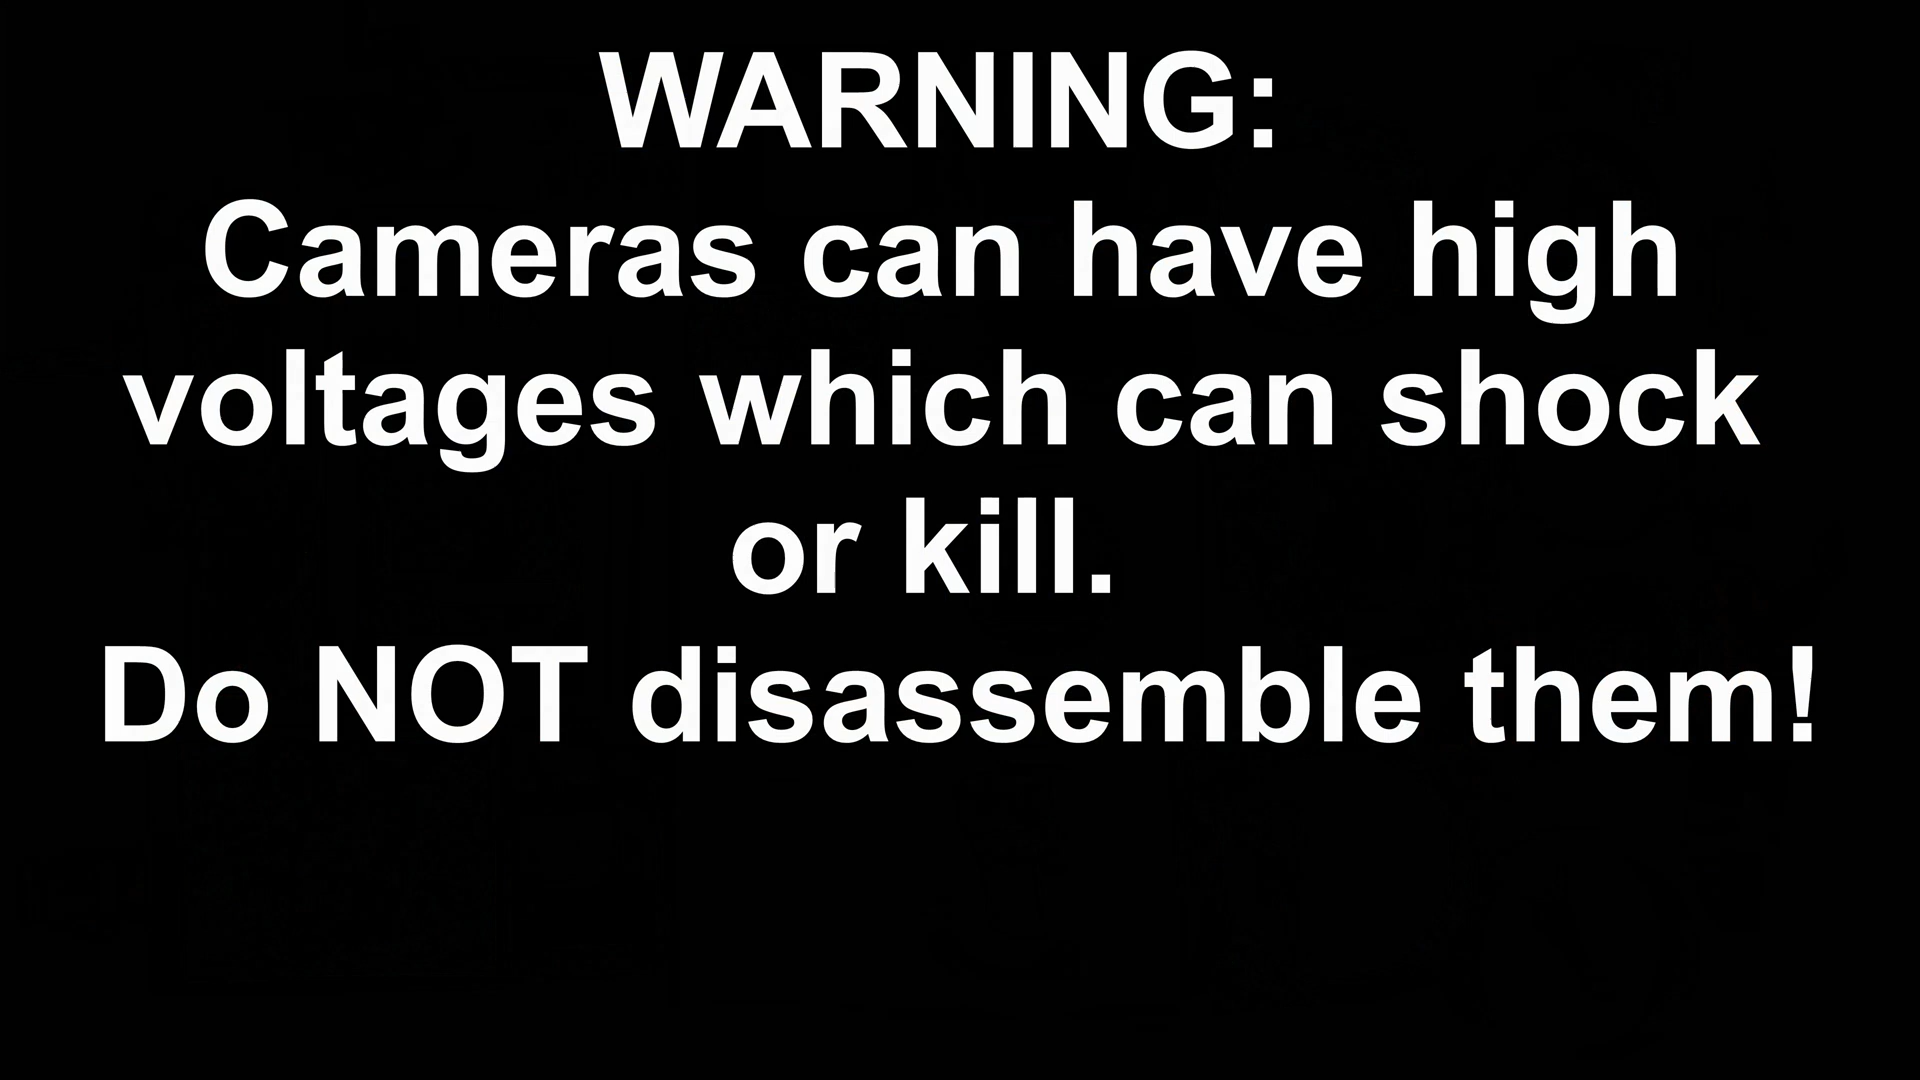 WARNING:
Cameras can have high
voltages which can shock
or kill.
Do NOT disassemble them!